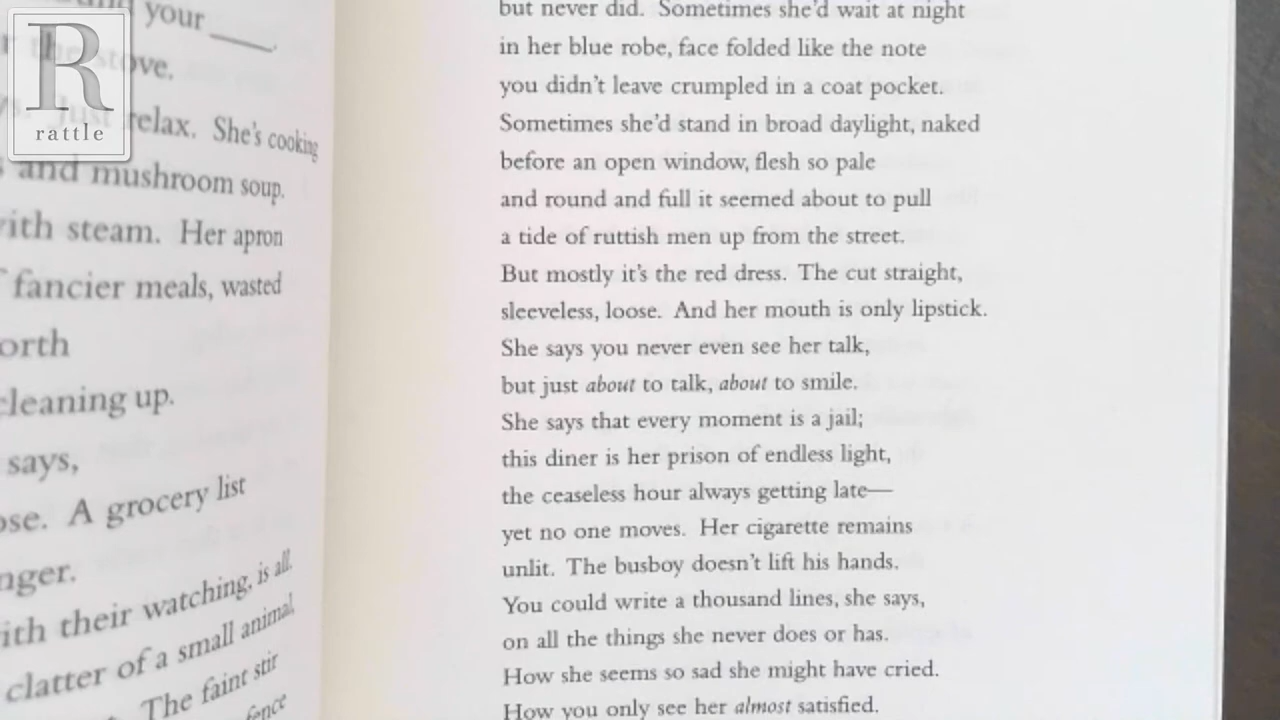 R
rattle
your ____.
stove.
Just relax. She's cooking
and mushroom soup.
with steam. Her apron
fancier meals, wasted
cleaning up.
says,
A grocery list
with their watching, is all.
clatter of a small animal,
The faint stir
fence
but never did. Sometimes she'd wait at night
in her blue robe, face folded like the note
you didn't leave crumpled in a coat pocket.
Sometimes she'd stand in broad daylight, naked
before an open window, flesh so pale
and round and full it seemed about to pull
a tide of ruttish men up from the street.
But mostly it's the red dress. The cut straight,
sleeveless, loose. And her mouth is only lipstick.
She says you never even see her talk,
but just about to talk, about to smile.
She says that every moment is a jail;
this diner is her prison of endless light,
the ceaseless hour always getting late—
yet no one moves. Her cigarette remains
unlit. The busboy doesn't lift his hands.
You could write a thousand lines, she says,
on all the things she never does or has.
How she seems so sad she might have cried.
How you only see her almost satisfied.